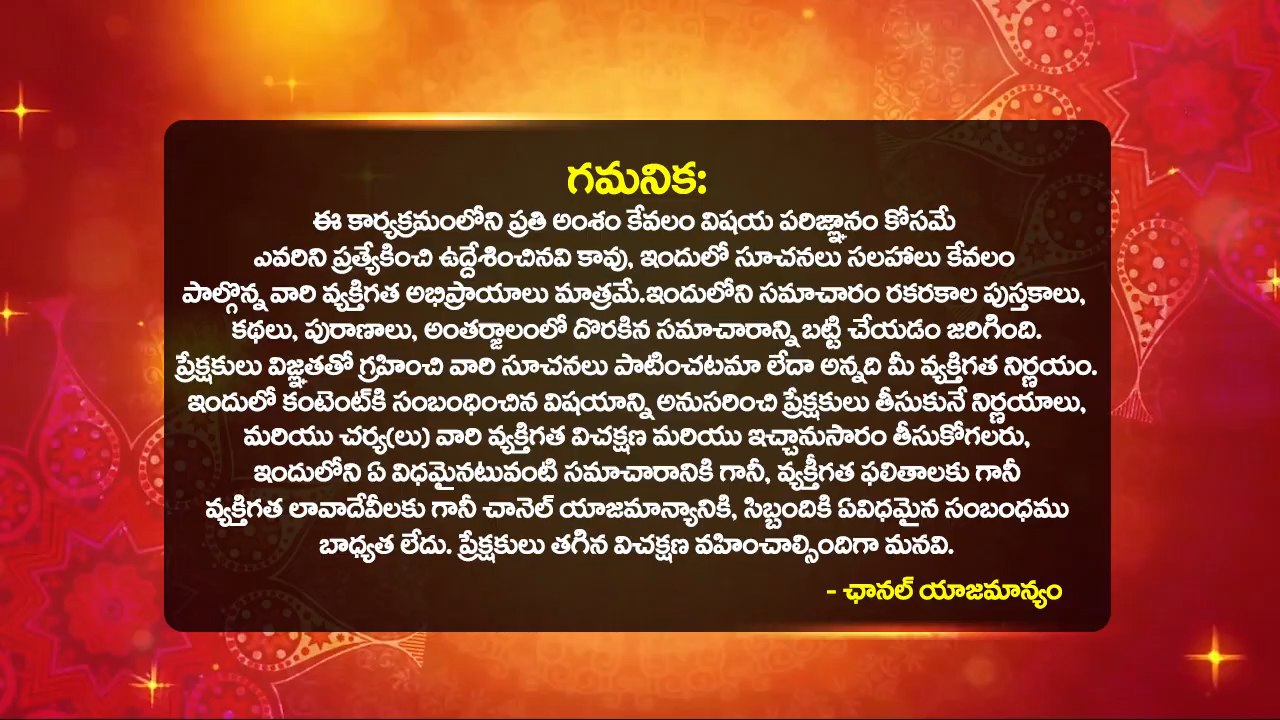 గమనిక:
ఈ కార్యక్రమంలోని ప్రతి అంశం కేవలం విషయ పరిజ్ఞానం కోసమే
ఎవరిని ప్రత్యేకించి ఉద్దేశించినవి కావు, ఇందులో సూచనలు సలహాలు కేవలం
పాల్గొన్న వారి వ్యక్తిగత అభిప్రాయాలు మాత్రమే.ఇందులోని సమాచారం రకరకాల పుస్తకాలు,
కథలు, పురాణాలు, అంతర్జాలంలో దొరకిన సమాచారాన్ని బట్టి చేయడం జరిగింది.
ప్రేక్షకులు విజ్ఞతతో గ్రహించి వారి సూచనలు పాటించటమా లేదా అన్నది మీ వ్యక్తిగత నిర్ణయం.
ఇందులో కంటెంట్‌కి సంబంధించిన విషయాన్ని అనుసరించి ప్రేక్షకులు తీసుకునే నిర్ణయాలు,
మరియు చర్య(లు) వారి వ్యక్తిగత విచక్షణ మరియు ఇచ్చానుసారం తీసుకోగలరు,
ఇందులోని ఏ విధమైనటువంటి సమాచారానికి గానీ, వ్యక్తీగత ఫలితాలకు గానీ
వ్యక్తిగత లావాదేవీలకు గానీ చానెల్ యాజమాన్యానికి, సిబ్బందికి ఏవిధమైన సంబంధము
బాధ్యత లేదు. ప్రేక్షకులు తగిన విచక్షణ వహించాల్సిందిగా మనవి.
- ఛానల్ యాజమాన్యం